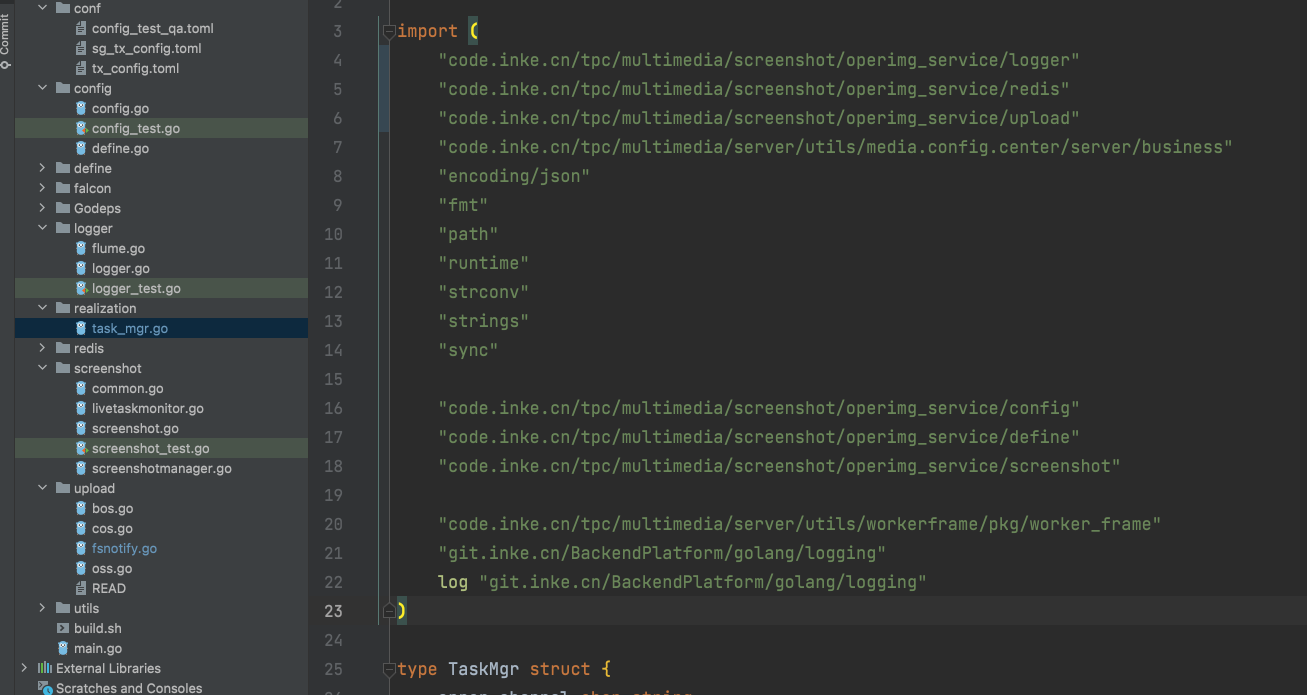 Commit
conf
config_test_qa.toml
sg_tx_config.toml
tx_config.toml
config
config.go
config_test.go
define.go
define
falcon
Godeps
logger
flume.go
logger.go
logger_test.go
realization
task_mgr.go
redis
screenshot
common.go
livetaskmonitor.go
screenshot.go
screenshot_test.go
screenshotmanager.go
upload
bos.go
cos.go
fsnotify.go
oss.go
READ
utils
build.sh
main.go
External Libraries
Scratches and Consoles
2
3 import (
4 "code.inke.cn/tpc/multimedia/screenshot/operimg_service/logger"
5 "code.inke.cn/tpc/multimedia/screenshot/operimg_service/redis"
6 "code.inke.cn/tpc/multimedia/screenshot/operimg_service/upload"
7 "code.inke.cn/tpc/multimedia/server/utils/media.config.center/server/business"
8 "encoding/json"
9 "fmt"
10 "path"
11 "runtime"
12 "strconv"
13 "strings"
14 "sync"
15
16 "code.inke.cn/tpc/multimedia/screenshot/operimg_service/config"
17 "code.inke.cn/tpc/multimedia/screenshot/operimg_service/define"
18 "code.inke.cn/tpc/multimedia/screenshot/operimg_service/screenshot"
19
20 "code.inke.cn/tpc/multimedia/server/utils/workerframe/pkg/worker_frame"
21 "git.inke.cn/BackendPlatform/golang/logging"
22 log "git.inke.cn/BackendPlatform/golang/logging"
23 )
24
25 type TaskMgr struct {